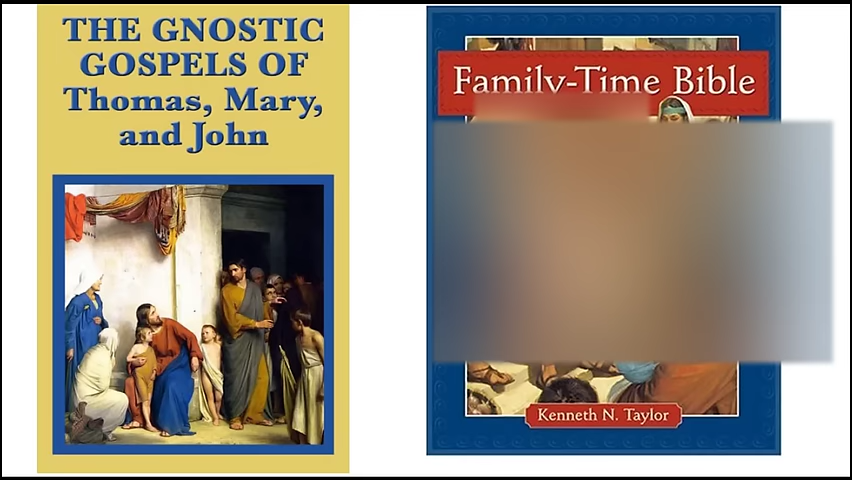 THE GNOSTIC
GOSPELS OF
Thomas, Mary,
and John
Family-Time Bible
Kenneth N. Taylor